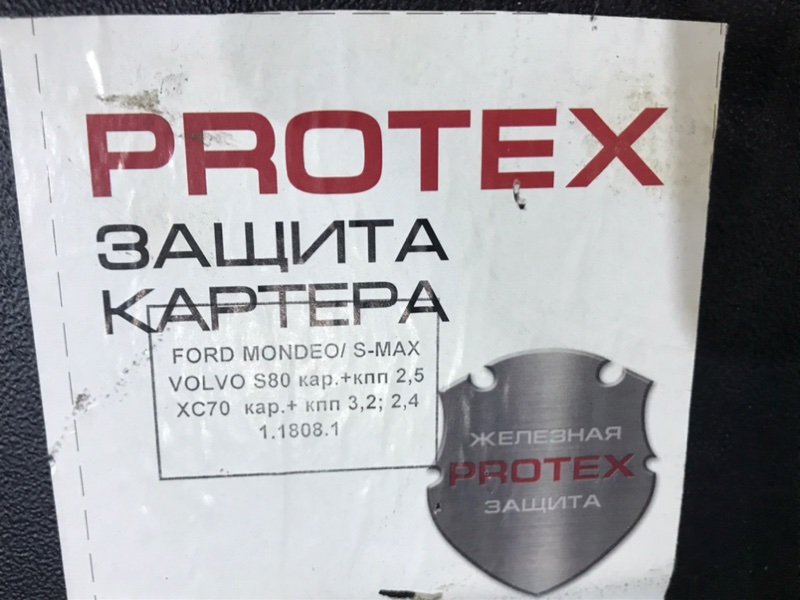 PROTEX
ЗАЩИТА
КАРТЕРА
FORD MONDEO/ S-MAX
VOLVO S80 кар.+кпп 2,5
XC70 кар.+ кпп 3,2; 2,4
1.1808.1
ЖЕЛЕЗНАЯ
PROTEX
ЗАЩИТА